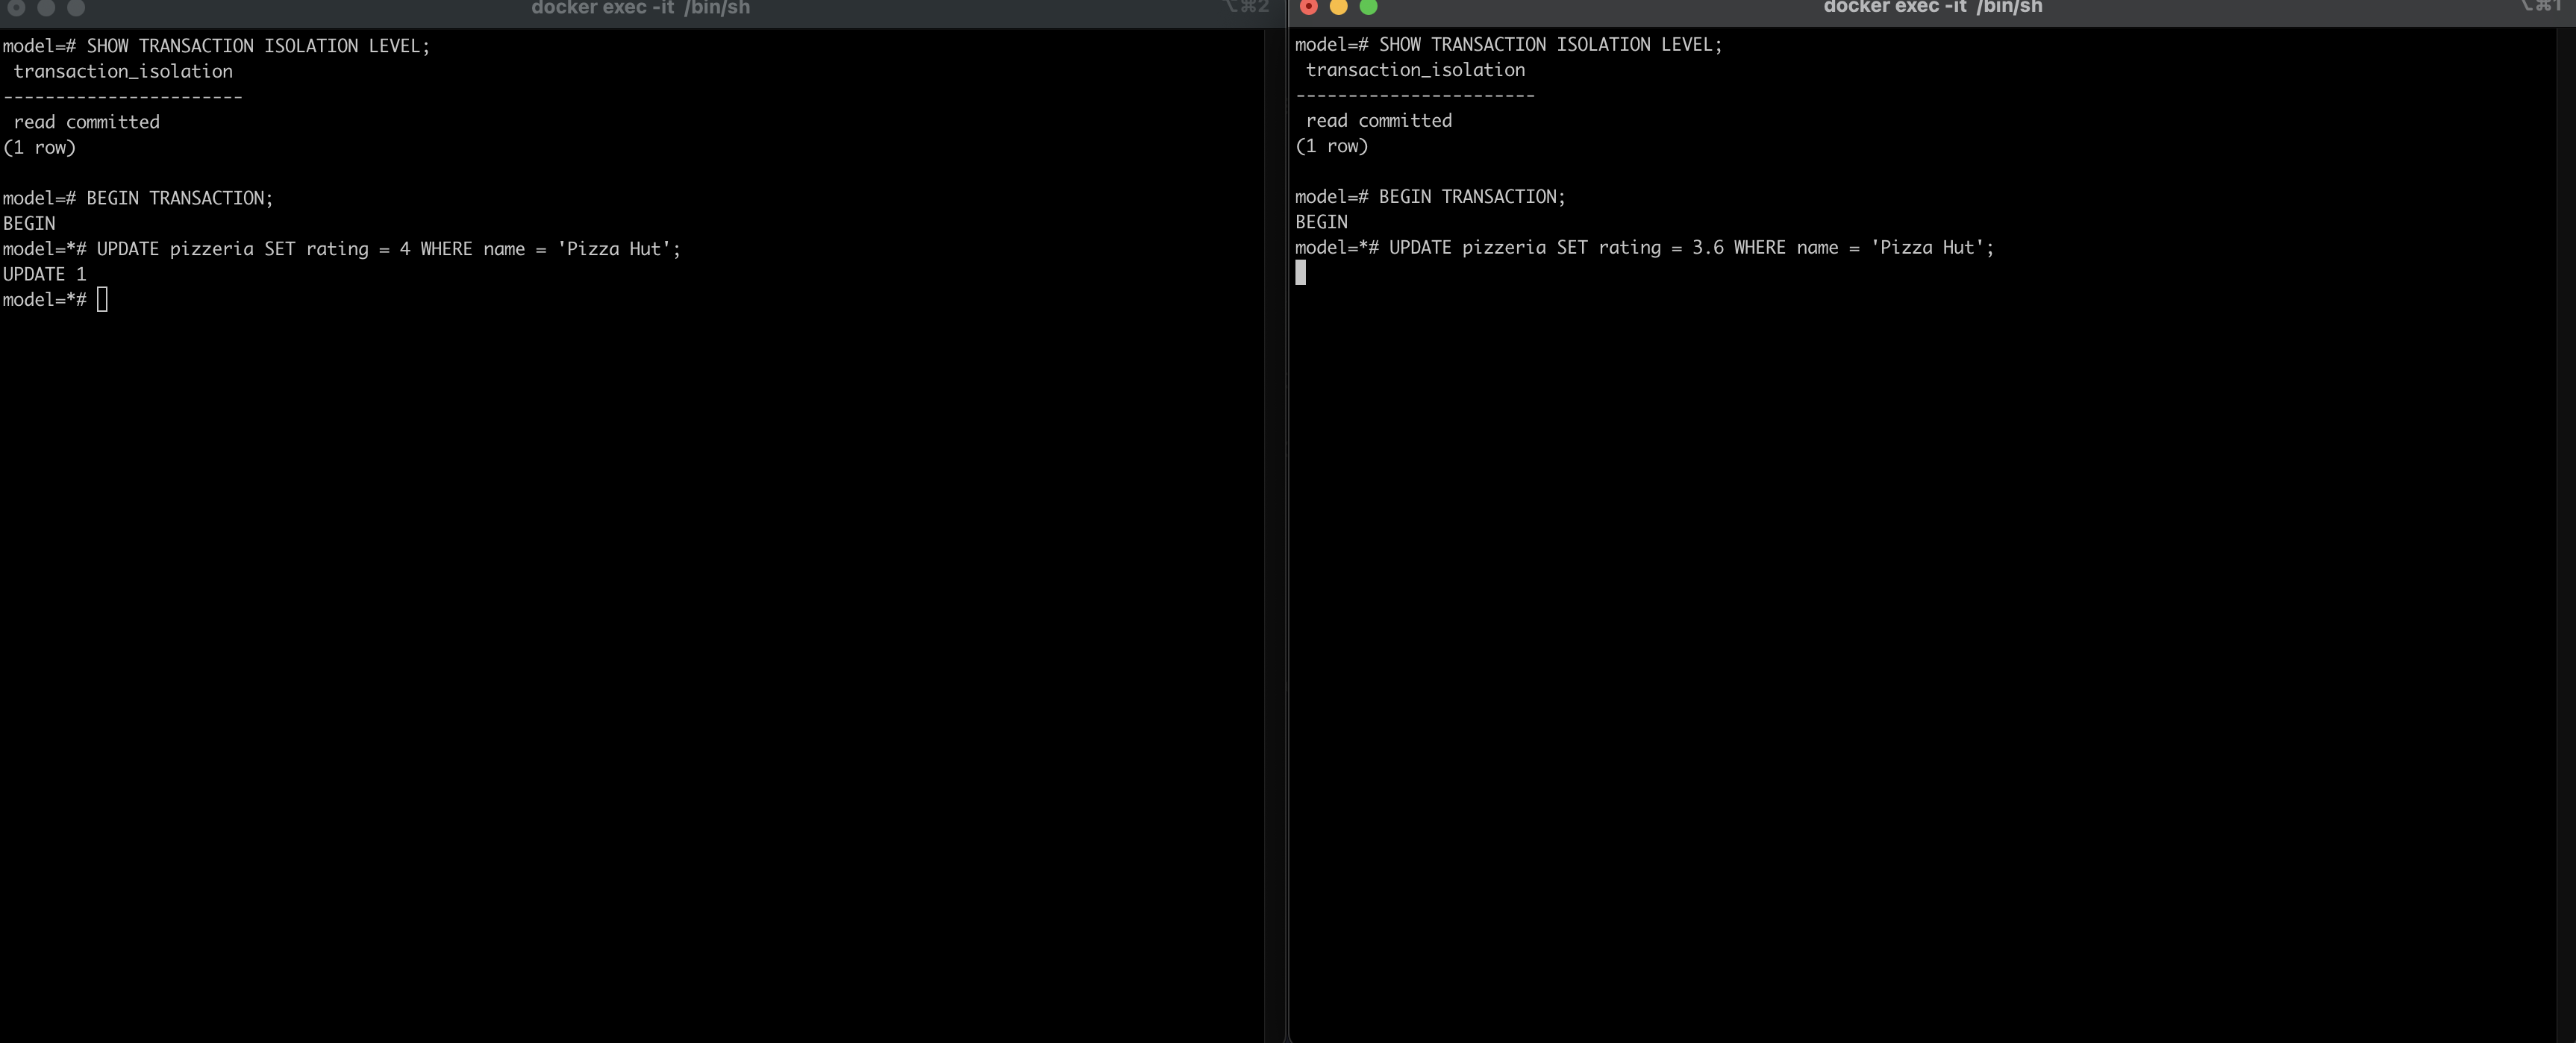 docker exec -it /bin/sh
⌥⌘2
model=# SHOW TRANSACTION ISOLATION LEVEL;
 transaction_isolation
-----------------------
 read committed
(1 row)
model=# BEGIN TRANSACTION;
BEGIN
model=*# UPDATE pizzeria SET rating = 4 WHERE name = 'Pizza Hut';
UPDATE 1
model=*#
docker exec -it /bin/sh
⌥⌘1
model=# SHOW TRANSACTION ISOLATION LEVEL;
 transaction_isolation
-----------------------
 read committed
(1 row)
model=# BEGIN TRANSACTION;
BEGIN
model=*# UPDATE pizzeria SET rating = 3.6 WHERE name = 'Pizza Hut';